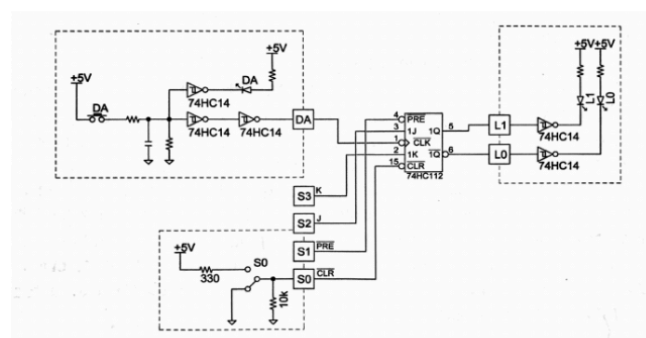 +5V
DA
+5V
DA
74HC14
74HC14
74HC14
DA
4
PRE
3
1J
1Q
5
1
CLK
2
1K
1Q
6
15
CLR
74HC112
+5V
+5V
L1
L0
L1
74HC14
L0
74HC14
S3
K
S2
J
S1
PRE
S0
CLR
+5V
330
S0
10k